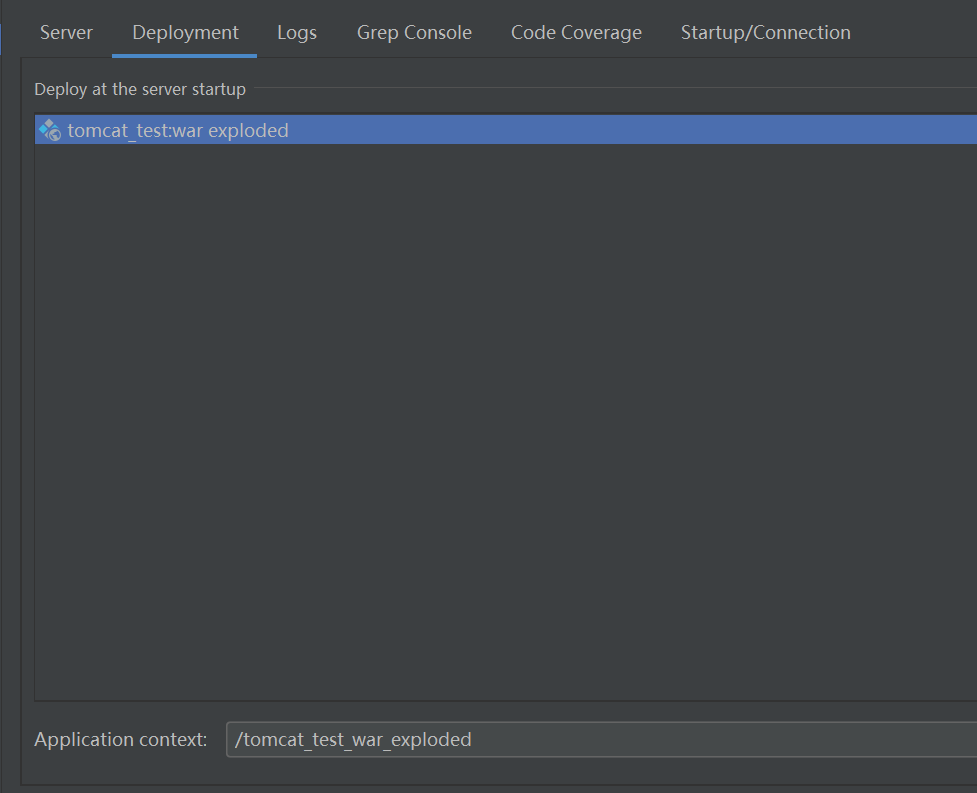 Server Deployment Logs Grep Console Code Coverage Startup/Connection
Deploy at the server startup
tomcat_test:war exploded
Application context: /tomcat_test_war_exploded